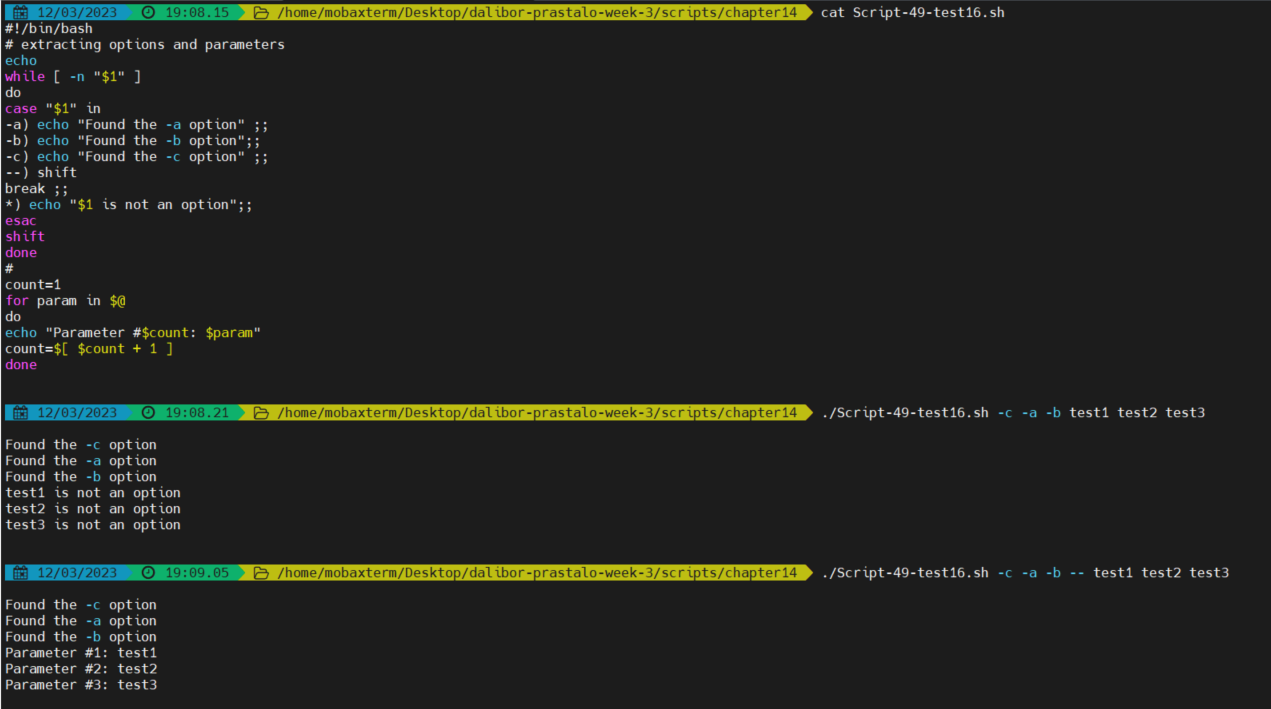 12/03/2023 19:08.15 /home/mobaxterm/Desktop/dalibor-prastalo-week-3/scripts/chapter14 cat Script-49-test16.sh
#!/bin/bash
# extracting options and parameters
echo
while [ -n "$1" ]
do
case "$1" in
-a) echo "Found the -a option" ;;
-b) echo "Found the -b option";;
-c) echo "Found the -c option" ;;
--) shift
break ;;
*) echo "$1 is not an option";;
esac
shift
done
#
count=1
for param in $@
do
echo "Parameter #$count: $param"
count=$[ $count + 1 ]
done
12/03/2023 19:08.21 /home/mobaxterm/Desktop/dalibor-prastalo-week-3/scripts/chapter14 ./Script-49-test16.sh -c -a -b test1 test2 test3
Found the -c option
Found the -a option
Found the -b option
test1 is not an option
test2 is not an option
test3 is not an option
12/03/2023 19:09.05 /home/mobaxterm/Desktop/dalibor-prastalo-week-3/scripts/chapter14 ./Script-49-test16.sh -c -a -b -- test1 test2 test3
Found the -c option
Found the -a option
Found the -b option
Parameter #1: test1
Parameter #2: test2
Parameter #3: test3